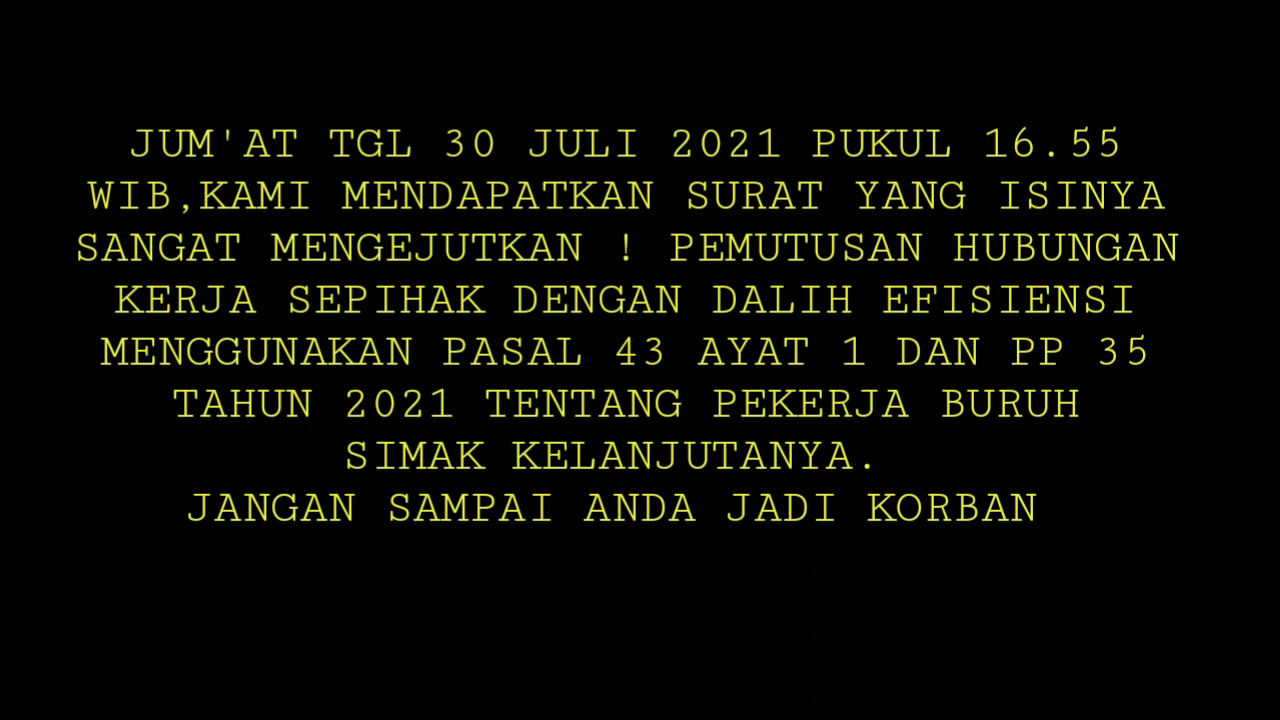 JUM'AT TGL 30 JULI 2021 PUKUL 16.55
WIB,KAMI MENDAPATKAN SURAT YANG ISINYA
SANGAT MENGEJUTKAN ! PEMUTUSAN HUBUNGAN
KERJA SEPIHAK DENGAN DALIH EFISIENSI
MENGGUNAKAN PASAL 43 AYAT 1 DAN PP 35
TAHUN 2021 TENTANG PEKERJA BURUH
SIMAK KELANJUTANYA.
JANGAN SAMPAI ANDA JADI KORBAN